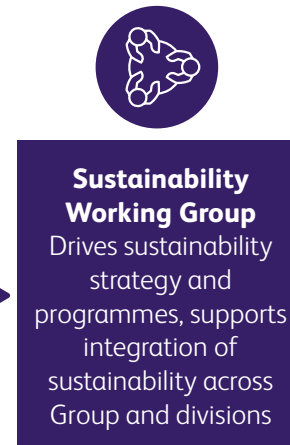 Sustainability
Working Group
Drives sustainability
strategy and
programmes, supports
integration of
sustainability across
Group and divisions